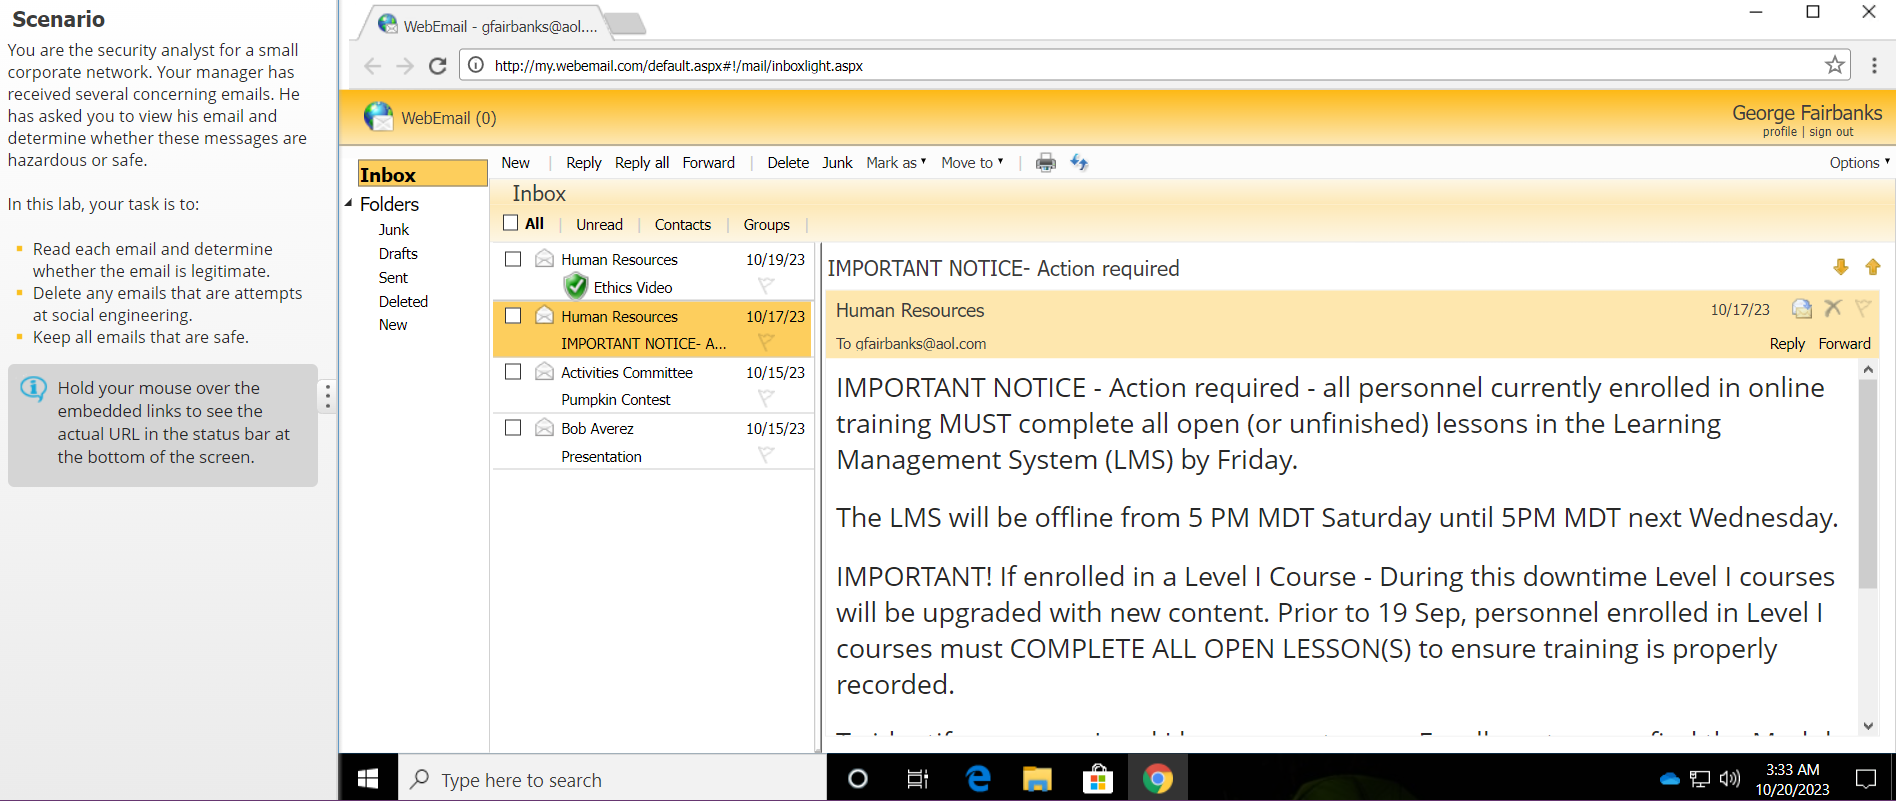 Scenario
You are the security analyst for a small
corporate network. Your manager has
received several concerning emails. He
has asked you to view his email and
determine whether these messages are
hazardous or safe.
In this lab, your task is to:
Read each email and determine
whether the email is legitimate.
Delete any emails that are attempts
at social engineering.
Keep all emails that are safe.
Hold your mouse over the
embedded links to see the
actual URL in the status bar at
the bottom of the screen.
WebEmail - gfairbanks@aol....
http://my.webemail.com/default.aspx#!/mail/inboxlight.aspx
WebEmail (0)
George Fairbanks
profile | sign out
Inbox
Folders
Junk
Drafts
Sent
Deleted
New
New | Reply Reply all Forward | Delete Junk Mark as Move to | Options
Inbox
All | Unread | Contacts | Groups |
Human Resources 10/19/23
Ethics Video
Human Resources 10/17/23
IMPORTANT NOTICE- A...
Activities Committee 10/15/23
Pumpkin Contest
Bob Averez 10/15/23
Presentation
IMPORTANT NOTICE- Action required
Human Resources 10/17/23
To gfairbanks@aol.com Reply Forward
IMPORTANT NOTICE - Action required - all personnel currently enrolled in online
training MUST complete all open (or unfinished) lessons in the Learning
Management System (LMS) by Friday.
The LMS will be offline from 5 PM MDT Saturday until 5PM MDT next Wednesday.
IMPORTANT! If enrolled in a Level I Course - During this downtime Level I courses
will be upgraded with new content. Prior to 19 Sep, personnel enrolled in Level I
courses must COMPLETE ALL OPEN LESSON(S) to ensure training is properly
recorded.
Type here to search
3:33 AM
10/20/2023